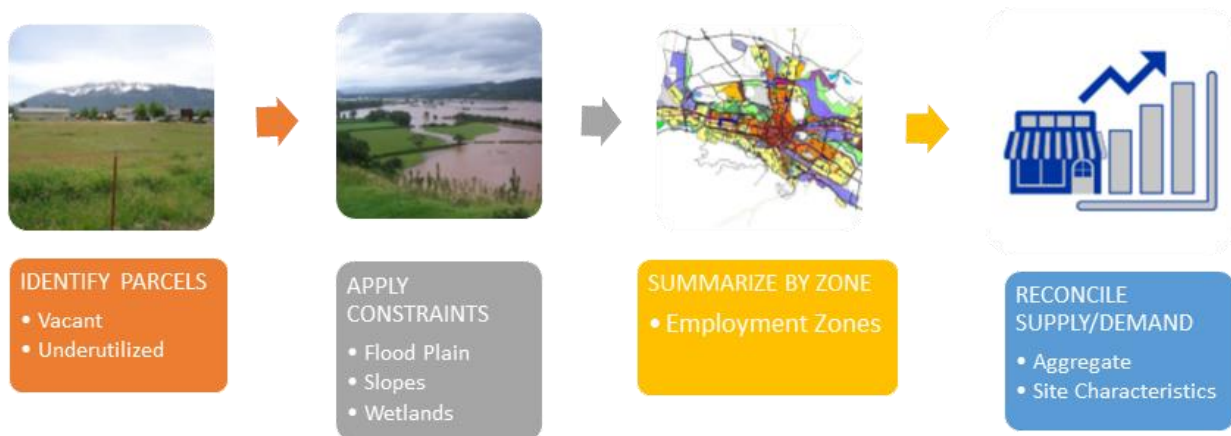 IDENTIFY PARCELS
• Vacant
• Underutilized
APPLY
CONSTRAINTS
• Flood Plain
• Slopes
• Wetlands
SUMMARIZE BY ZONE
• Employment Zones
RECONCILE
SUPPLY/DEMAND
• Aggregate
• Site Characteristics